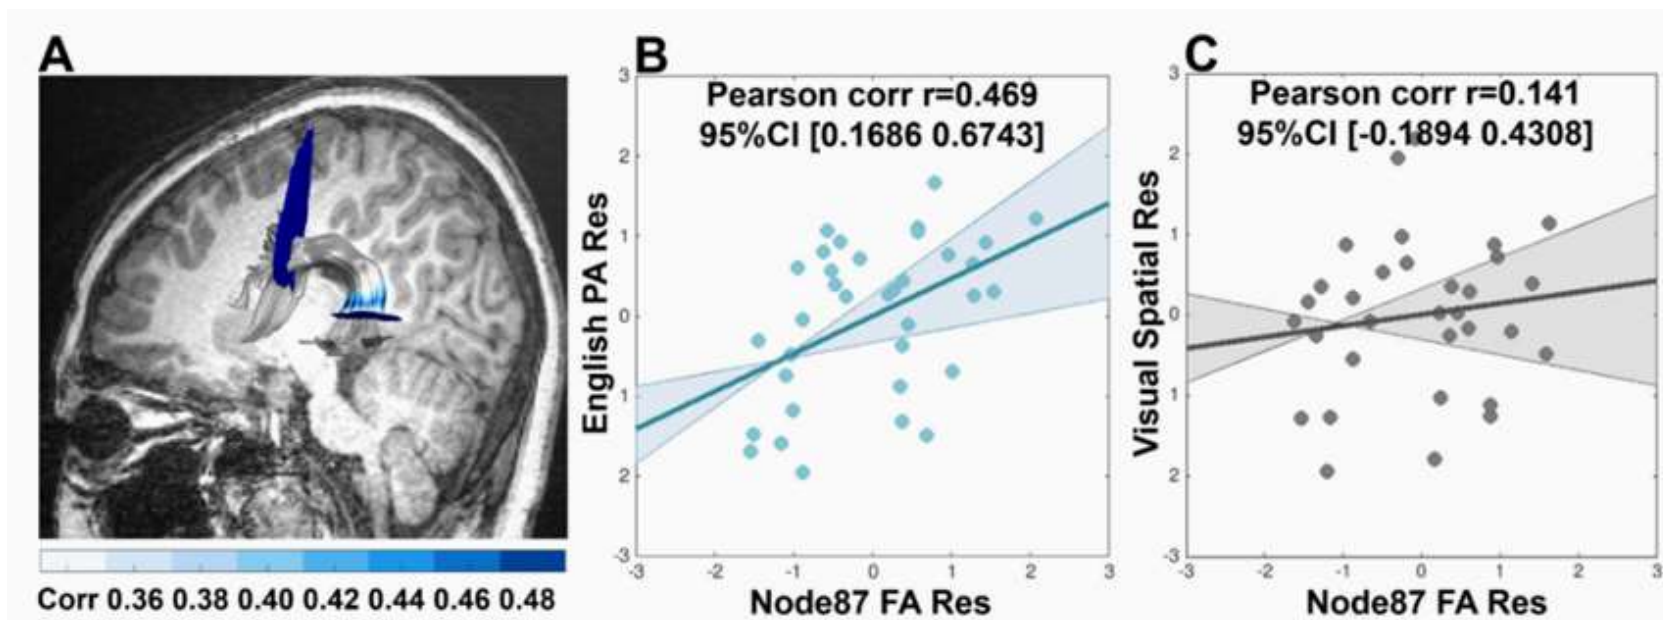 A
Corr 0.36 0.38 0.40 0.42 0.44 0.46 0.48
B
Pearson corr r=0.469
95%CI [0.1686 0.6743]
English PA Res
3
2
1
0
1
2
-3
-3 -2 -1 0 1 2 3
Node87 FA Res
C
Pearson corr r=0.141
95%CI [-0.1894 0.4308]
Visual Spatial Res
3
2
1
0
1
2
-3
-3 -2 -1 0 1 2 3
Node87 FA Res